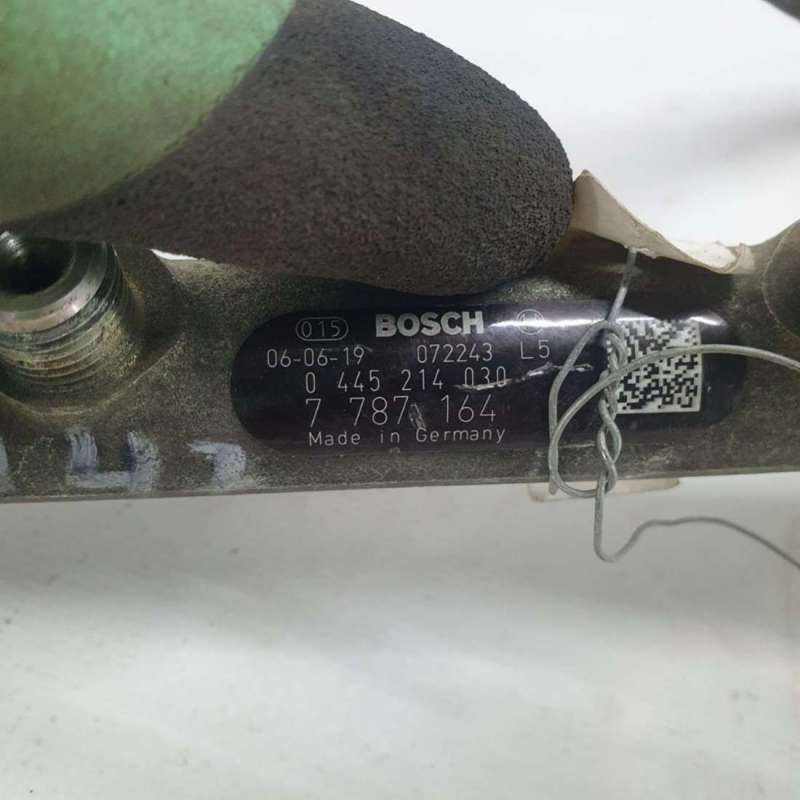 015 BOSCH
06-06-19 072243 L5
0 445 214 030
7 787 164
Made in Germany